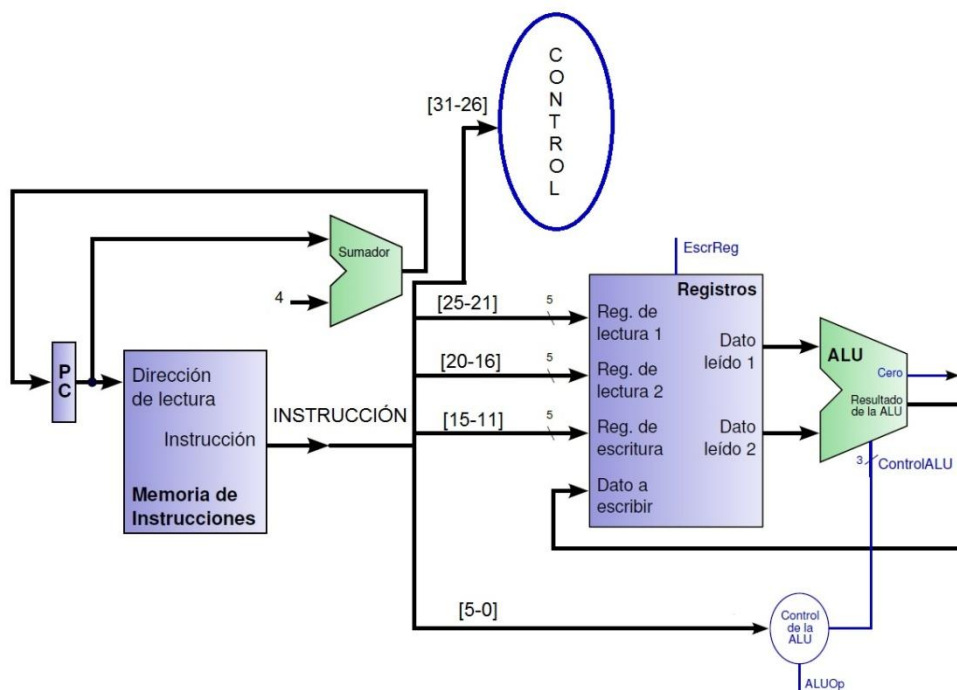 C
O
N
T
R
O
L
[31-26]
Sumador
4
EscrReg
P
C
Dirección
de lectura
Instrucción
Memoria de
Instrucciones
INSTRUCCIÓN
[25-21]
5
[20-16]
5
[15-11]
5
Registros
Reg. de
lectura 1
Reg. de
lectura 2
Reg. de
escritura
Dato a
escribir
Dato
leído 1
Dato
leído 2
ALU
Cero
Resultado
de la ALU
3
ControlALU
[5-0]
Control
de la
ALU
ALUOp